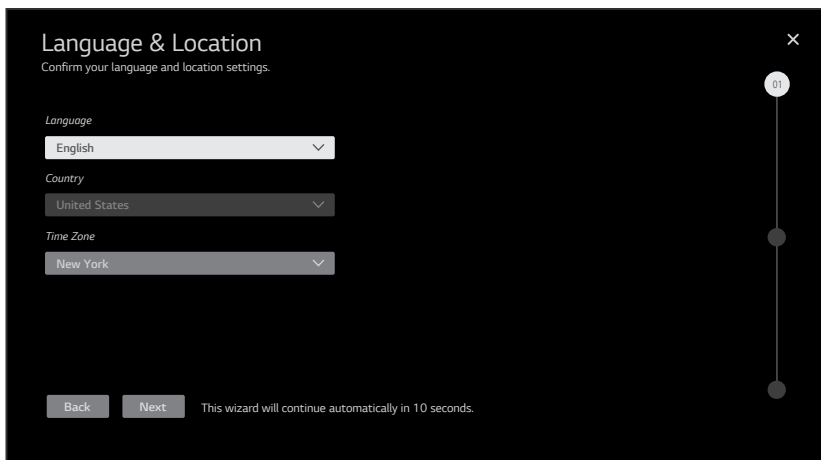 Language & Location
Confirm your language and location settings.
01
Language
English
Country
United States
Time Zone
New York
Back
Next
This wizard will continue automatically in 10 seconds.